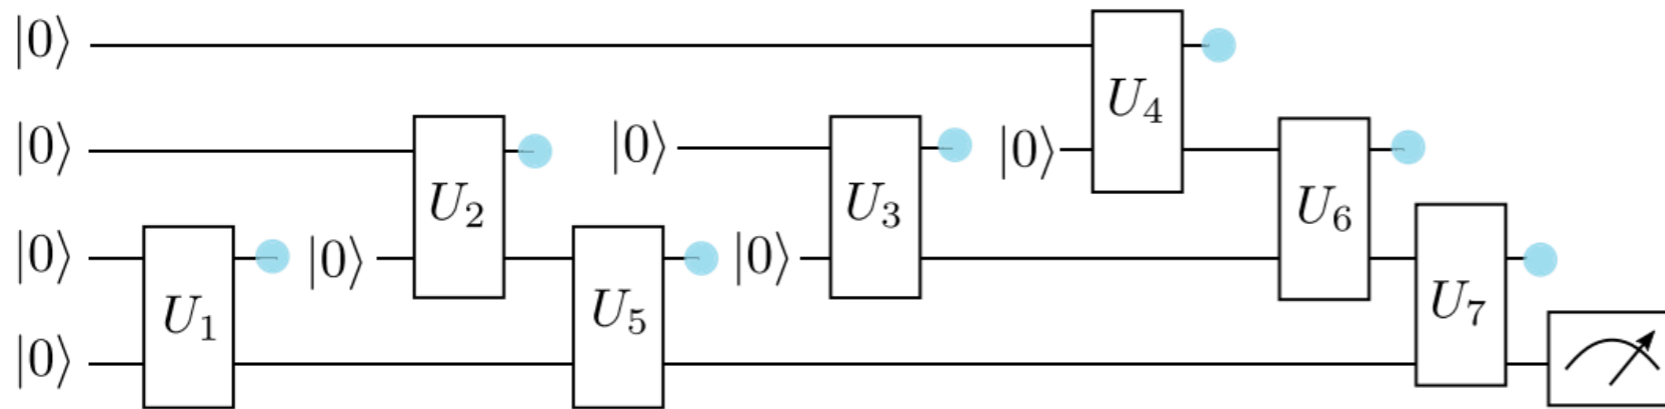 |0⟩ U₄
|0⟩ U₂ |0⟩ U₃ |0⟩ U₆
|0⟩ U₁ |0⟩ U₅ |0⟩ U₇
|0⟩